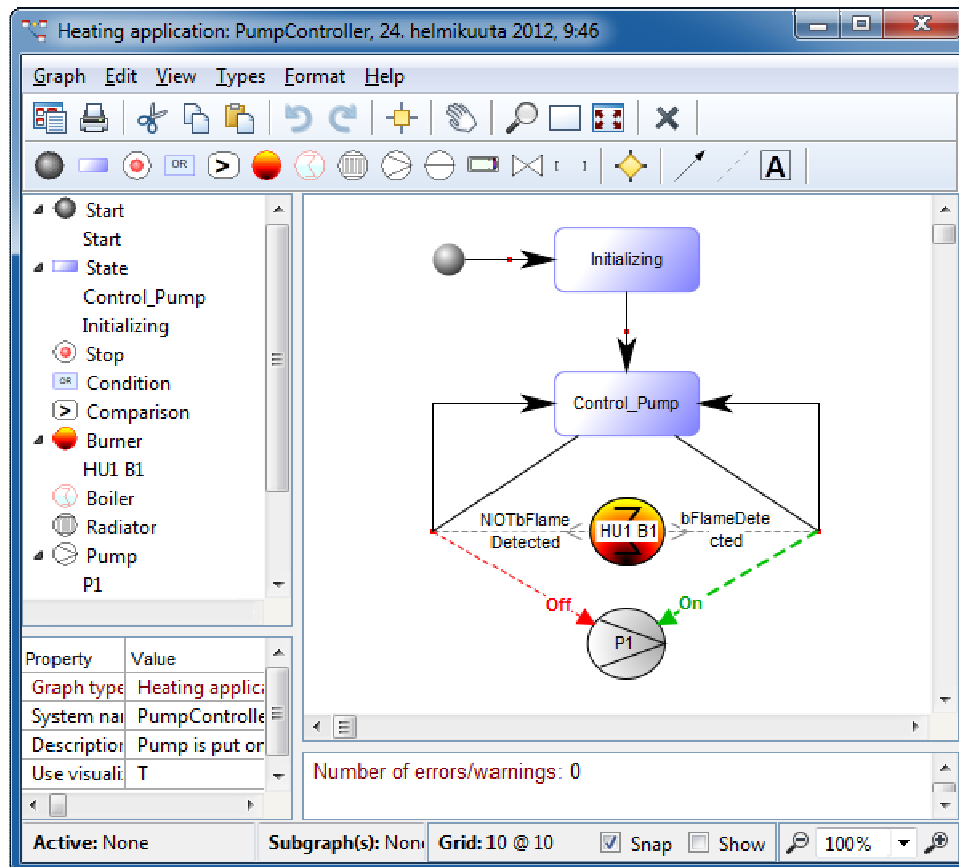 Heating application: PumpController, 24. helmikuuta 2012, 9:46
Graph Edit View Types Format Help
OR
A
Start
Start
State
Control_Pump
Initializing
Stop
OR Condition
Comparison
Burner
HU1 B1
Boiler
Radiator
Pump
P1
Initializing
Control_Pump
NOTbFlame
Detected
HU1 B1
bFlameDete
cted
Off
On
P1
Property Value
Graph type Heating applic
System nar PumpControlle
Description Pump is put on
Use visuali: T
Number of errors/warnings: 0
Active: None Subgraph(s): Non Grid: 10 @ 10 Snap Show 100%